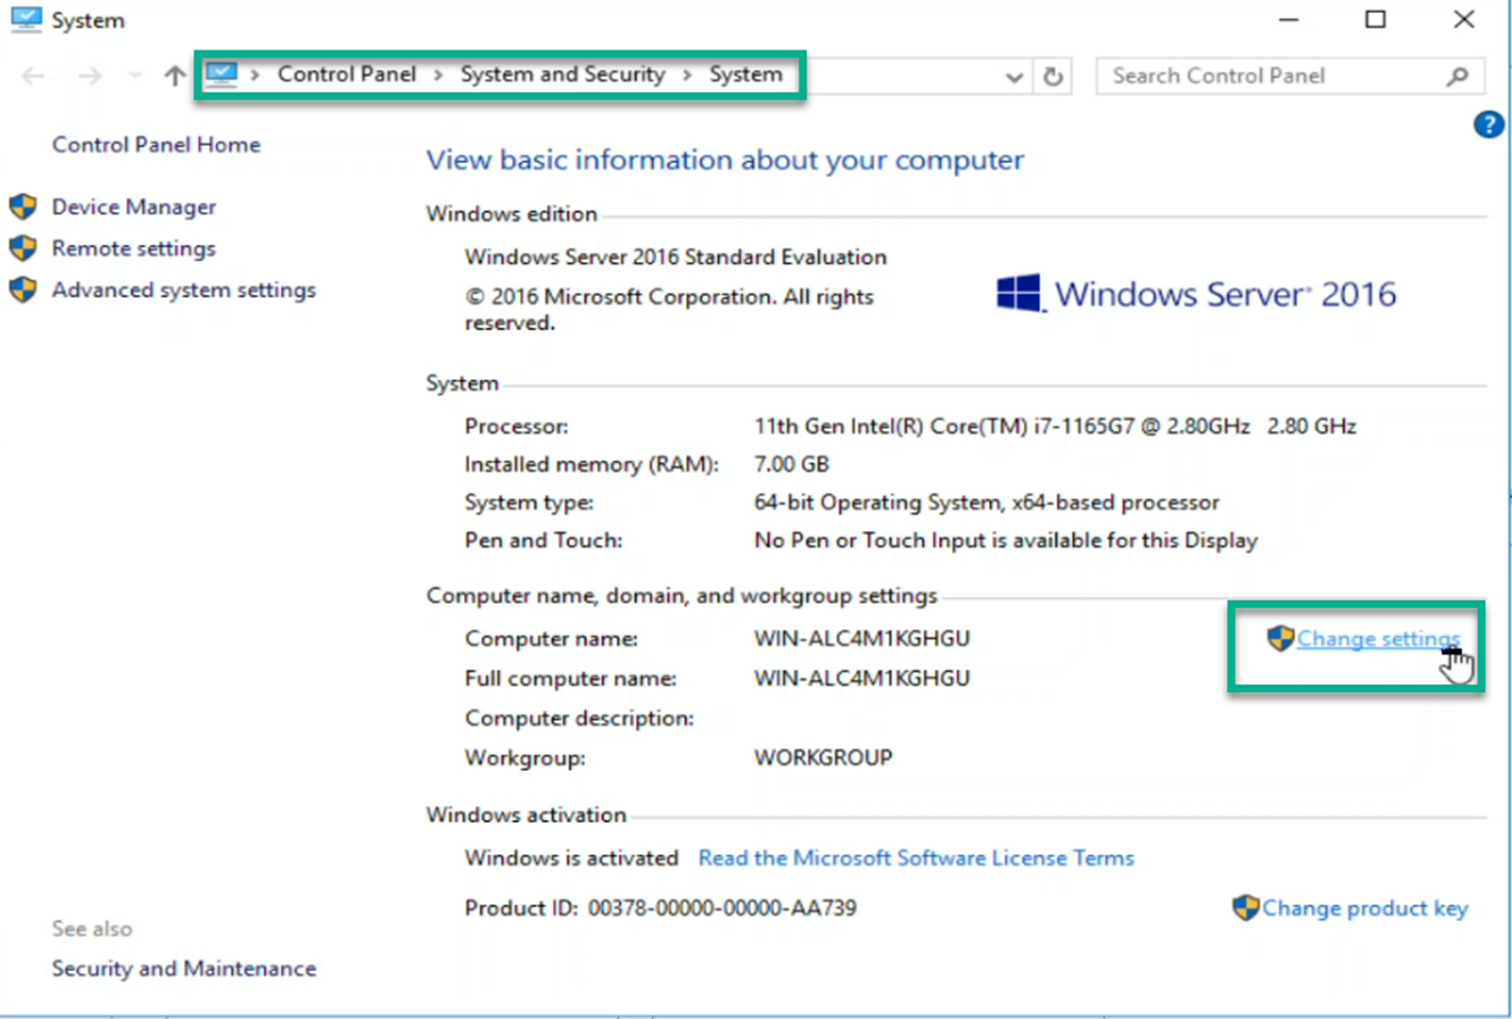 System
Control Panel > System and Security > System
Search Control Panel
?
Control Panel Home
Device Manager
Remote settings
Advanced system settings
View basic information about your computer
Windows edition
Windows Server 2016 Standard Evaluation
© 2016 Microsoft Corporation. All rights
reserved.
Windows Server® 2016
System
Processor: 11th Gen Intel(R) Core(TM) i7-1165G7 @ 2.80GHz 2.80 GHz
Installed memory (RAM): 7.00 GB
System type: 64-bit Operating System, x64-based processor
Pen and Touch: No Pen or Touch Input is available for this Display
Computer name, domain, and workgroup settings
Computer name: WIN-ALC4M1KGHGU
Change settings
Full computer name: WIN-ALC4M1KGHGU
Computer description:
Workgroup: WORKGROUP
Windows activation
Windows is activated Read the Microsoft Software License Terms
Product ID: 00378-00000-00000-AA739
Change product key
See also
Security and Maintenance